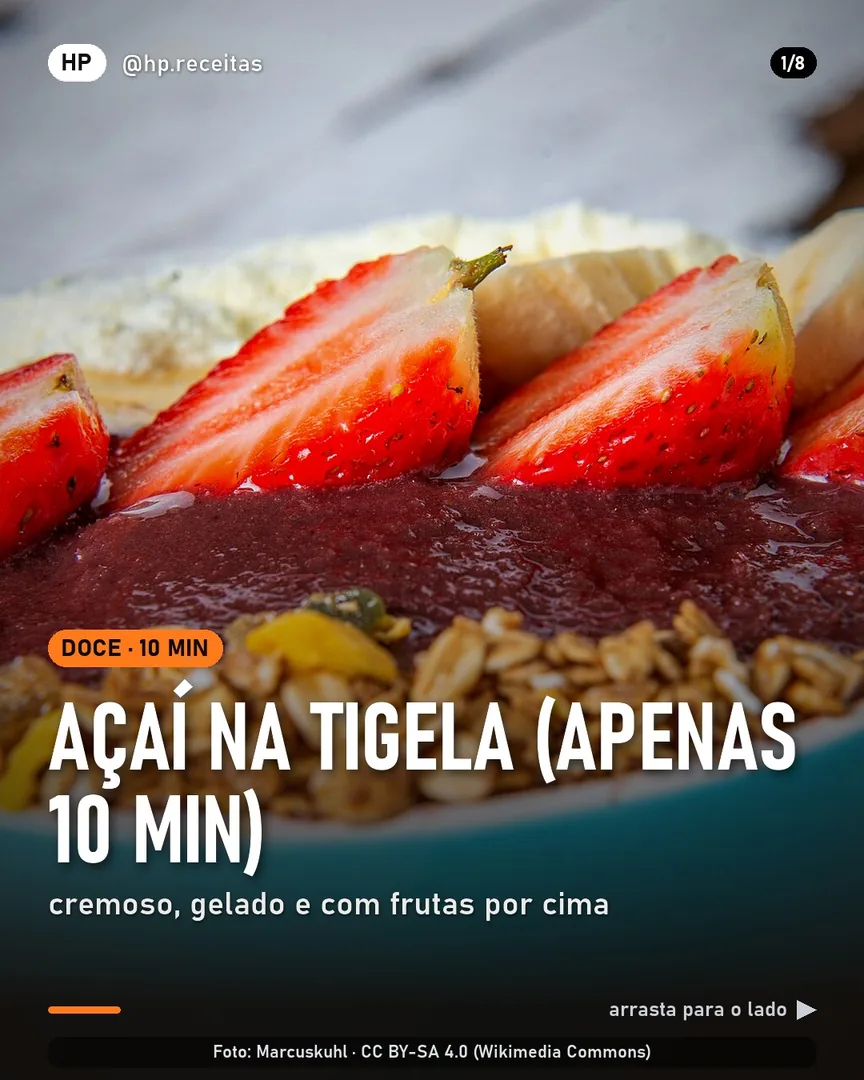 HP @hp.receitas 1/8
DOCE · 10 MIN
AÇAÍ NA TIGELA (APENAS
10 MIN)
cremoso, gelado e com frutas por cima
arrasta para o lado ▶
Foto: Marcuskuhl · CC BY-SA 4.0 (Wikimedia Commons)